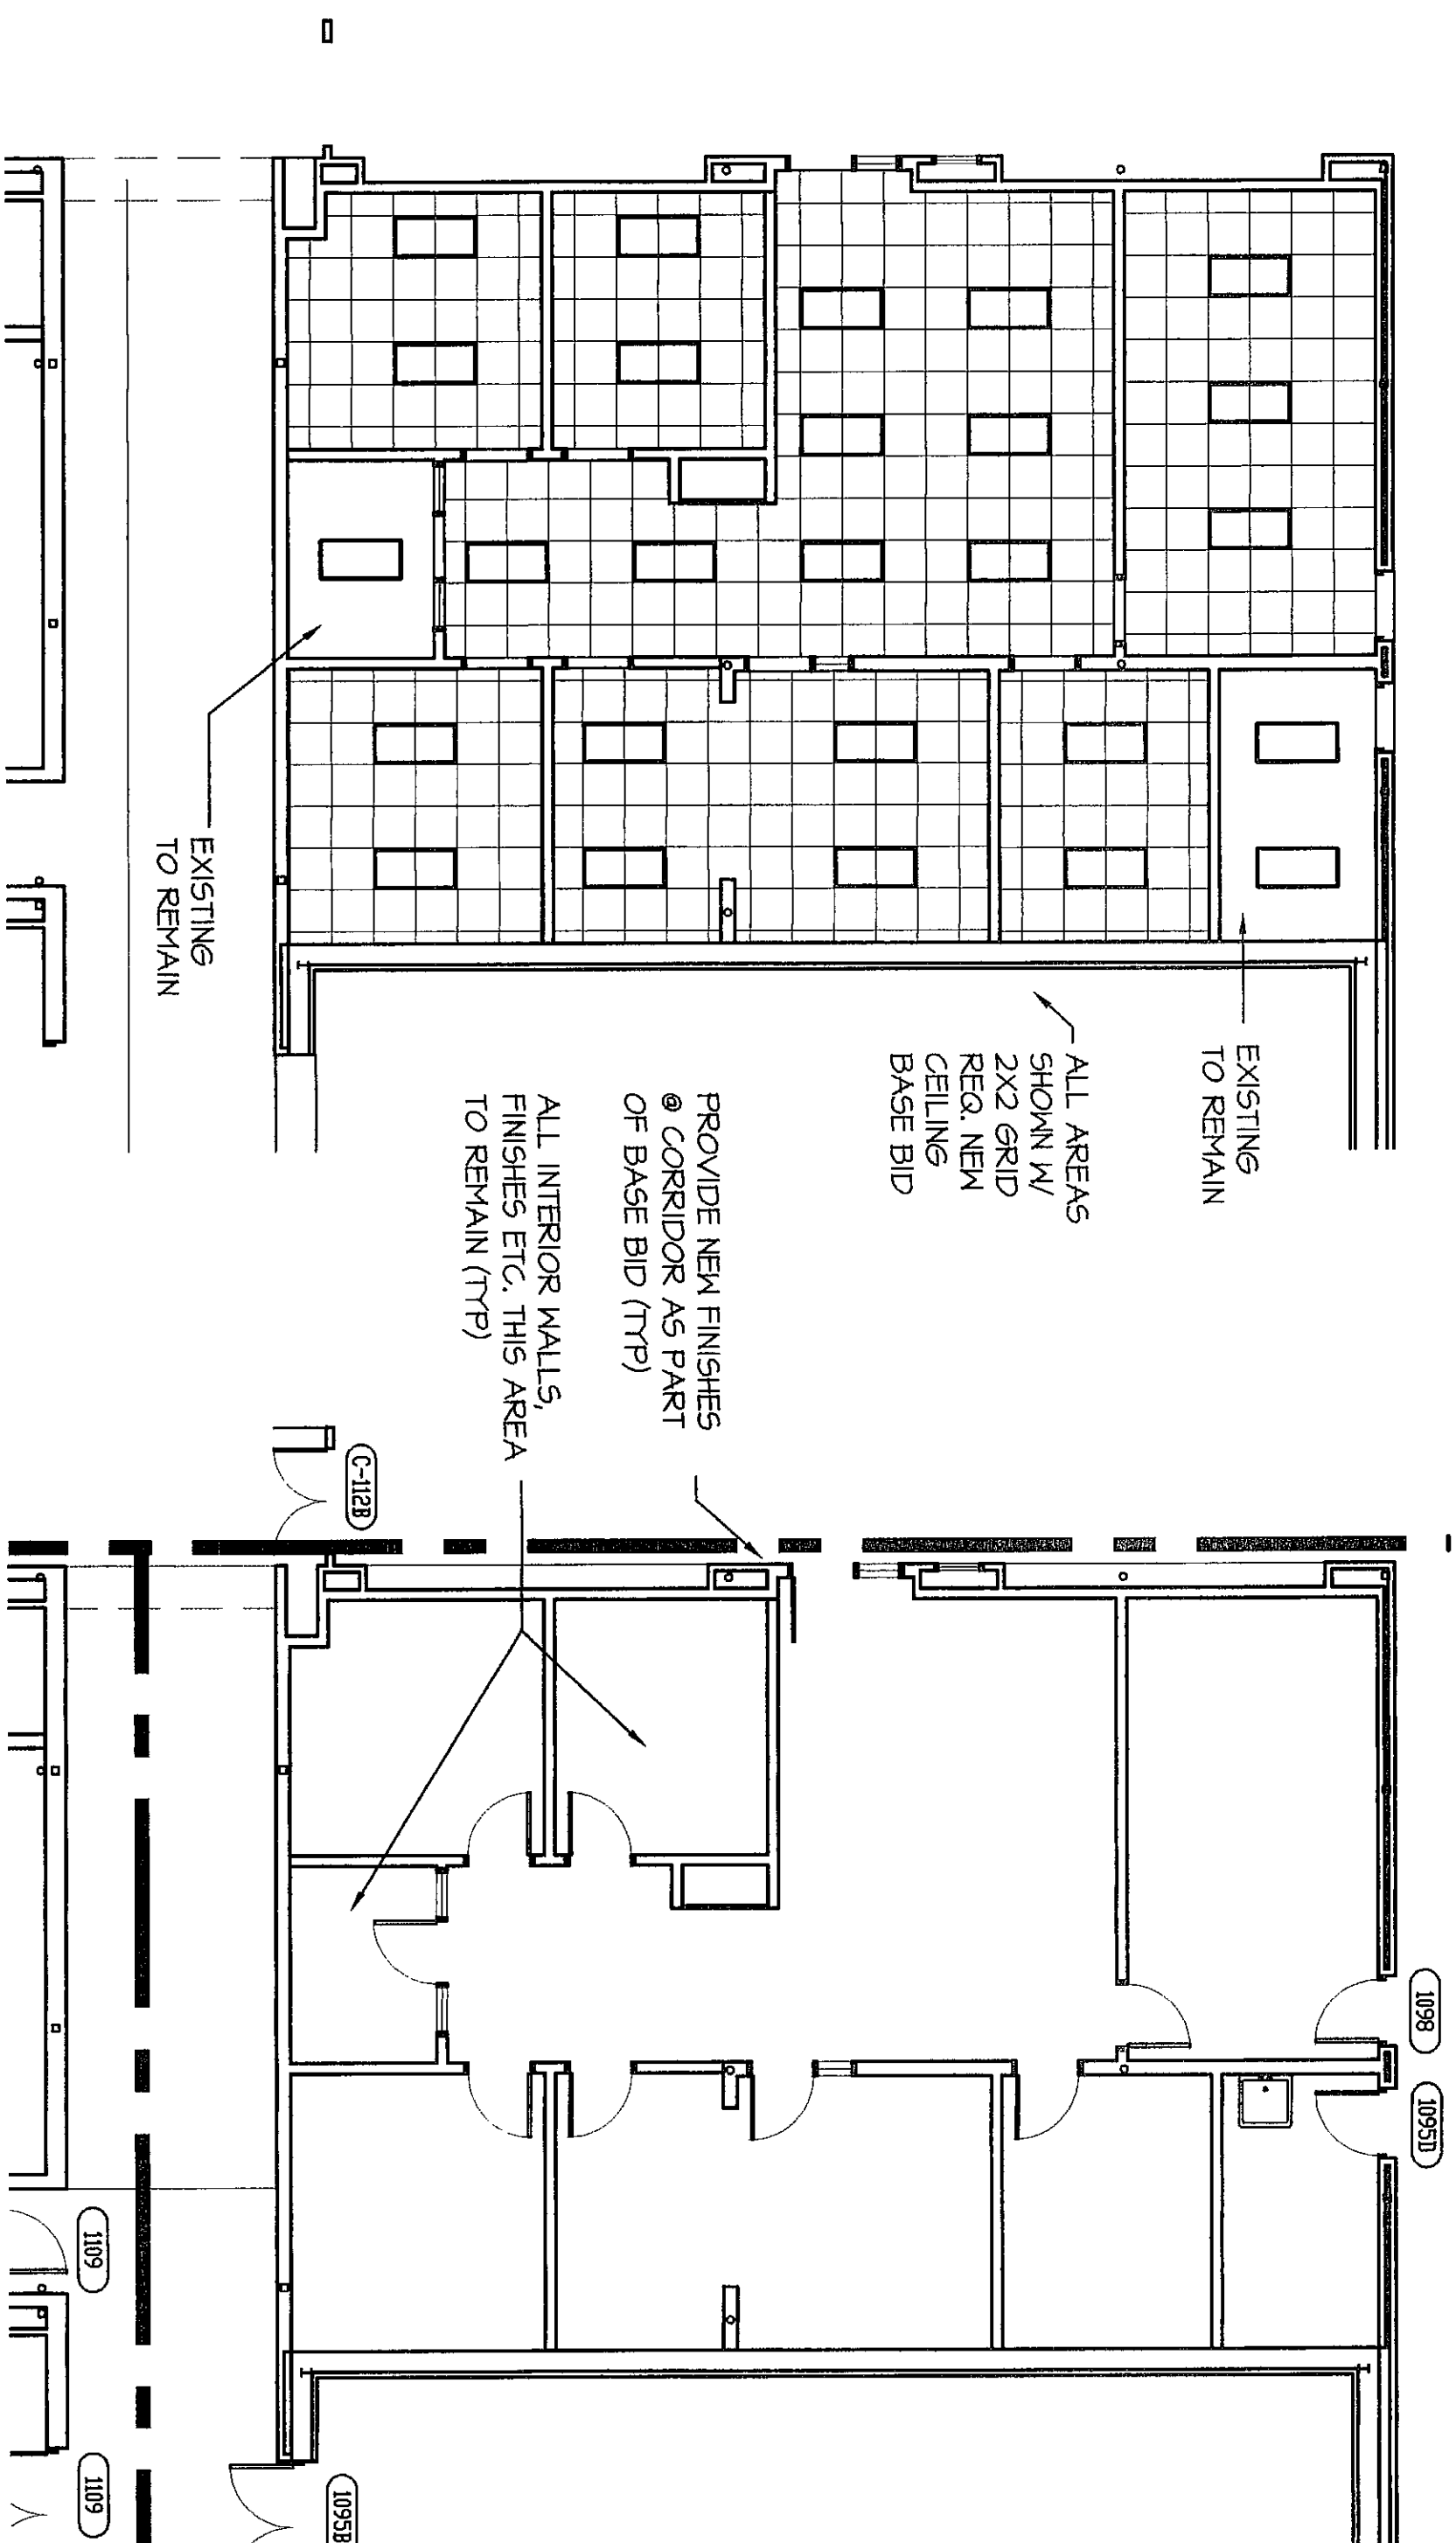 EXISTING
TO REMAIN
ALL AREAS
SHOWN W/
2X2 GRID
REQ. NEW
CEILING
BASE BID
EXISTING
TO REMAIN
PROVIDE NEW FINISHES
@ CORRIDOR AS PART
OF BASE BID (TYP)
ALL INTERIOR WALLS,
FINISHES ETC. THIS AREA
TO REMAIN (TYP)
C-112B
1098
1095D
1109
1109
1095B